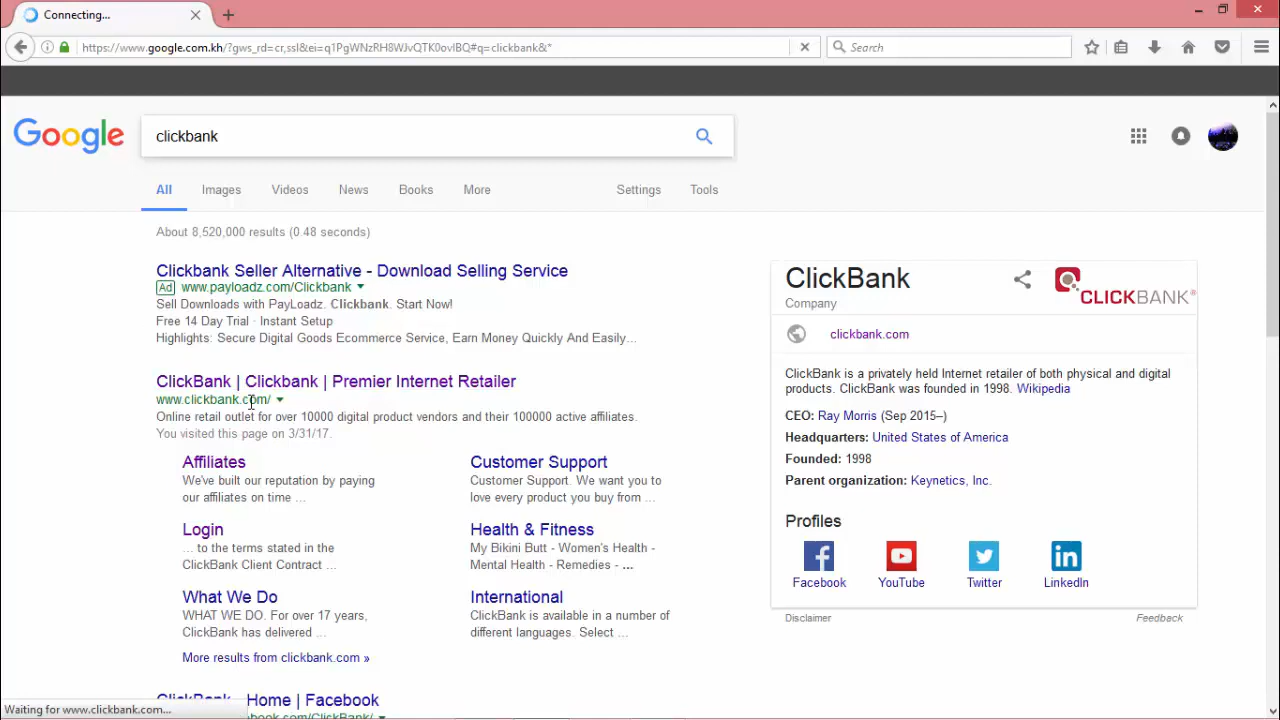 Connecting...
https://www.google.com.kh/?gws_rd=cr,ssl&ei=q1PgWNzRH8WJvQTK0ovIBQ#q=clickbank&*
Search
Google
clickbank
All Images Videos News Books More Settings Tools
About 8,520,000 results (0.48 seconds)
Clickbank Seller Alternative - Download Selling Service
Ad www.payloadz.com/Clickbank
Sell Downloads with PayLoadz. Clickbank. Start Now!
Free 14 Day Trial · Instant Setup
Highlights: Secure Digital Goods Ecommerce Service, Earn Money Quickly And Easily...
ClickBank | Clickbank | Premier Internet Retailer
www.clickbank.com/
Online retail outlet for over 10000 digital product vendors and their 100000 active affiliates.
You visited this page on 3/31/17.
Affiliates
We've built our reputation by paying
our affiliates on time ...
Customer Support
Customer Support. We want you to
love every product you buy from ...
Login
... to the terms stated in the
ClickBank Client Contract ...
Health & Fitness
My Bikini Butt - Women's Health -
Mental Health - Remedies - ...
What We Do
WHAT WE DO. For over 17 years,
ClickBank has delivered ...
International
ClickBank is available in a number of
different languages. Select ...
More results from clickbank.com »
ClickBank - Home | Facebook
ClickBank
Company
CLICKBANK®
clickbank.com
ClickBank is a privately held Internet retailer of both physical and digital
products. ClickBank was founded in 1998. Wikipedia
CEO: Ray Morris (Sep 2015–)
Headquarters: United States of America
Founded: 1998
Parent organization: Keynetics, Inc.
Profiles
Facebook YouTube Twitter LinkedIn
Disclaimer Feedback
Waiting for www.clickbank.com...